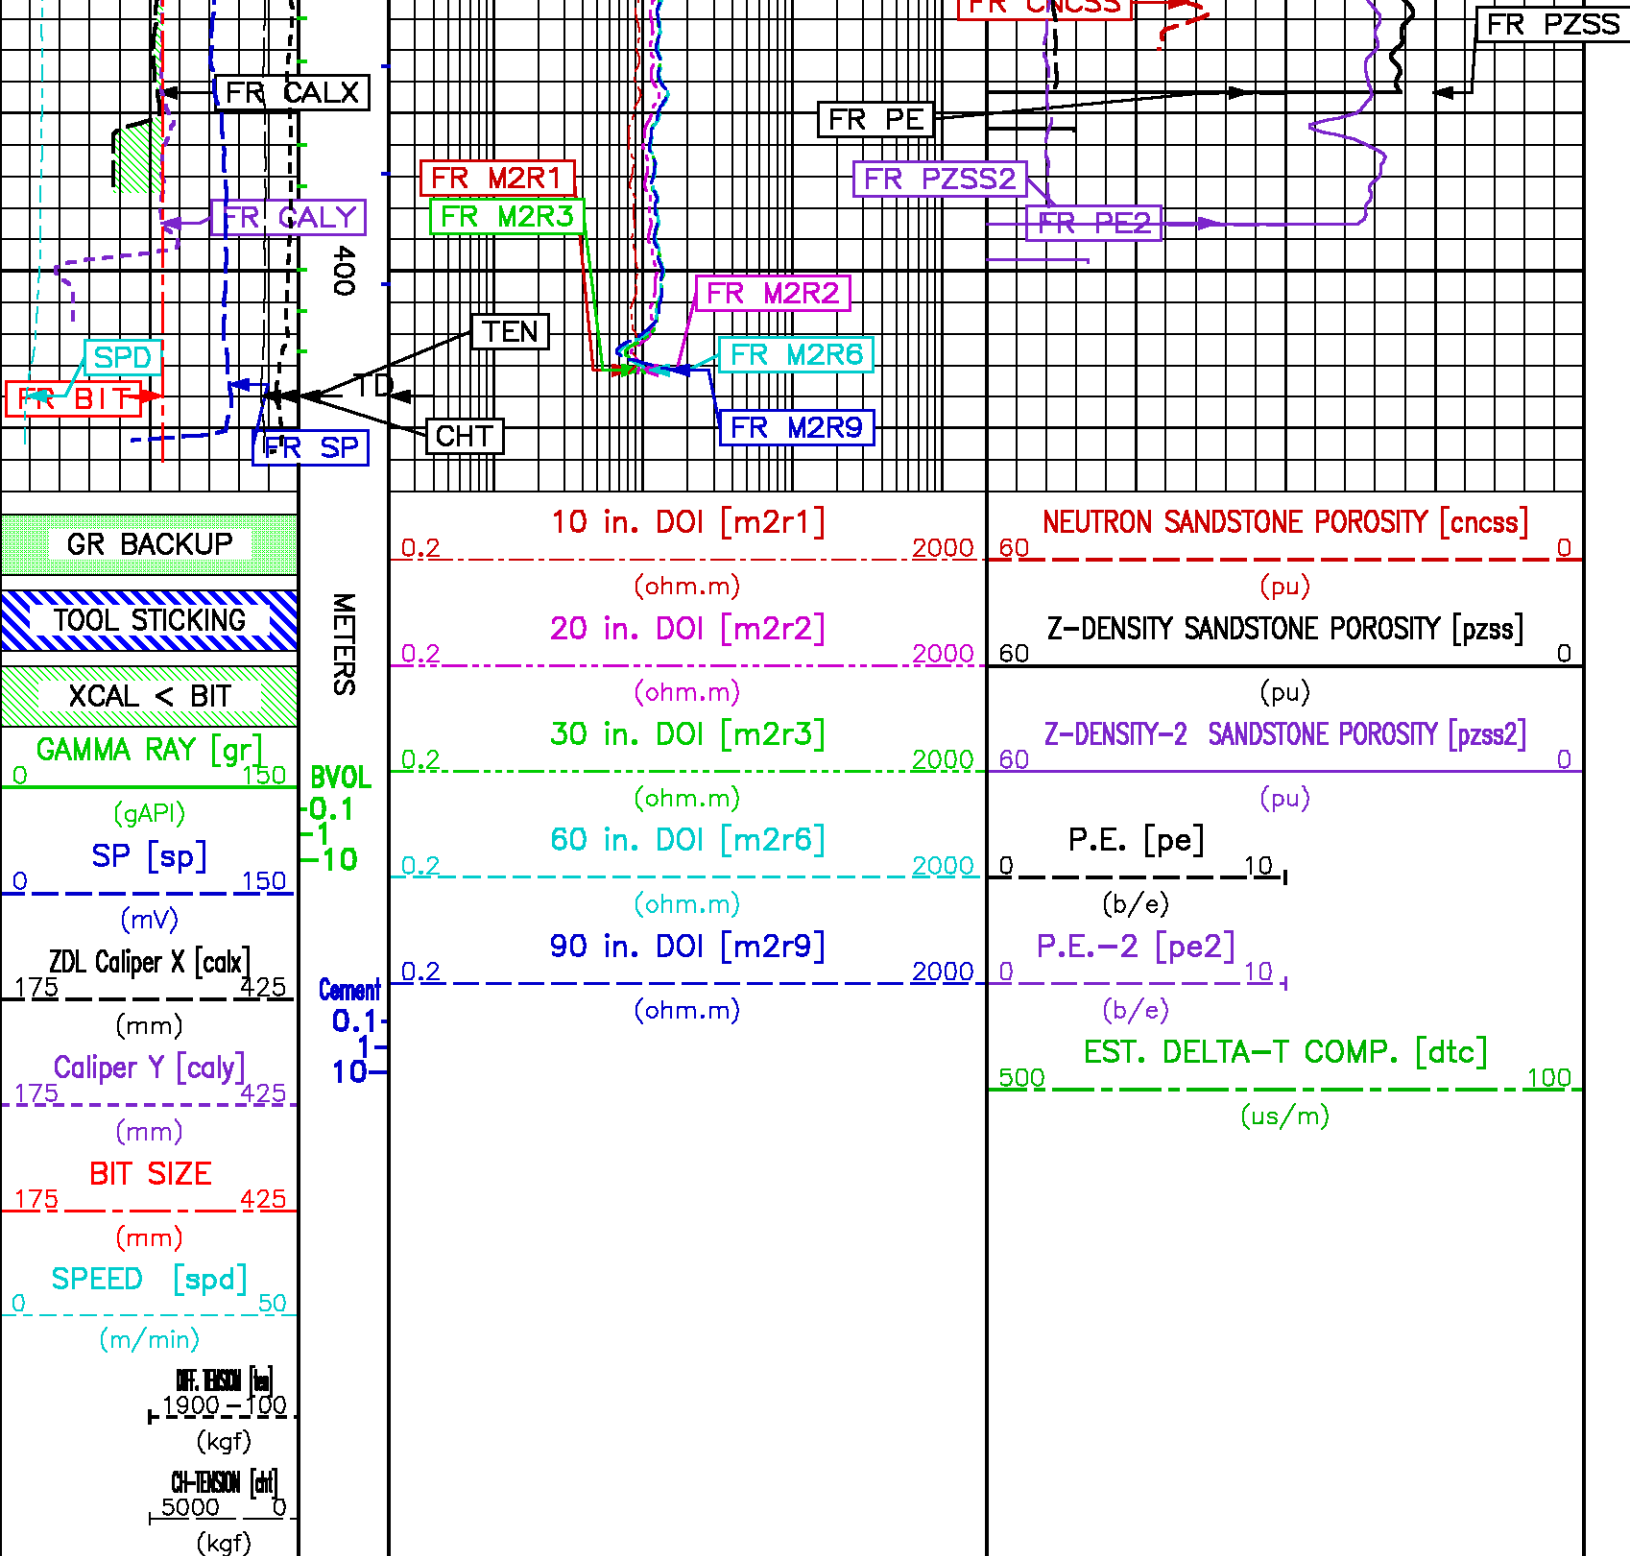 FR CNCSS
FR PZSS
FR CALX
FR PE
FR M2R1
FR PZSS2
FR M2R3
FR CALY
FR PE2
400
FR M2R2
TEN
SPD
FR M2R6
TD
FR BIT
FR M2R9
CHT
FR SP
GR BACKUP
TOOL STICKING
XCAL < BIT
GAMMA RAY [gr]
0 150
(gAPI)
SP [sp]
0 150
(mV)
ZDL Caliper X [calx]
175 425
(mm)
Caliper Y [caly]
175 425
(mm)
BIT SIZE
175 425
(mm)
SPEED [spd]
0 50
(m/min)
DIFF. TENSION [ten]
1900 -100
(kgf)
CH-TENSION [cht]
5000 0
(kgf)
METERS
BVOL
0.1
1
10
Cement
0.1
1
10
10 in. DOI [m2r1]
0.2 2000
(ohm.m)
20 in. DOI [m2r2]
0.2 2000
(ohm.m)
30 in. DOI [m2r3]
0.2 2000
(ohm.m)
60 in. DOI [m2r6]
0.2 2000
(ohm.m)
90 in. DOI [m2r9]
0.2 2000
(ohm.m)
NEUTRON SANDSTONE POROSITY [cncss]
60 0
(pu)
Z-DENSITY SANDSTONE POROSITY [pzss]
60 0
(pu)
Z-DENSITY-2 SANDSTONE POROSITY [pzss2]
60 0
(pu)
P.E. [pe]
0 10
(b/e)
P.E.-2 [pe2]
0 10
(b/e)
EST. DELTA-T COMP. [dtc]
500 100
(us/m)